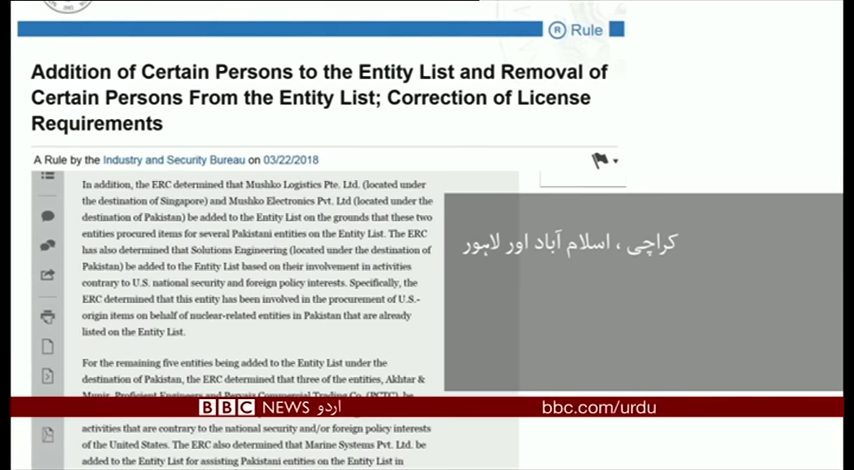 ® Rule
Addition of Certain Persons to the Entity List and Removal of
Certain Persons From the Entity List; Correction of License
Requirements
A Rule by the Industry and Security Bureau on 03/22/2018
In addition, the ERC determined that Mushko Logistics Pte. Ltd. (located under
the destination of Singapore) and Mushko Electronics Pvt. Ltd (located under the
destination of Pakistan) be added to the Entity List on the grounds that these two
entities procured items for several Pakistani entities on the Entity List. The ERC
has also determined that Solutions Engineering (located under the destination of
Pakistan) be added to the Entity List based on their involvement in activities
contrary to U.S. national security and foreign policy interests. Specifically, the
ERC determined that this entity has been involved in the procurement of U.S.-
origin items on behalf of nuclear-related entities in Pakistan that are already
listed on the Entity List.
کراچی ، اسلام آباد اور لاہور
For the remaining five entities being added to the Entity List under the
destination of Pakistan, the ERC determined that three of the entities, Akhtar &
Munir, Proficient Engineers and Pervaiz Commercial Trading Co. (PCTC), be
BBC NEWS اردو
bbc.com/urdu
activities that are contrary to the national security and/or foreign policy interests
of the United States. The ERC also determined that Marine Systems Pvt. Ltd. be
added to the Entity List for assisting Pakistani entities on the Entity List in